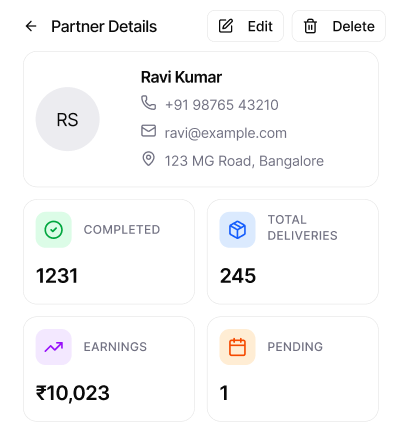 Partner Details
Edit
Delete
RS
Ravi Kumar
+91 98765 43210
ravi@example.com
123 MG Road, Bangalore
COMPLETED
1231
TOTAL
DELIVERIES
245
EARNINGS
₹10,023
PENDING
1